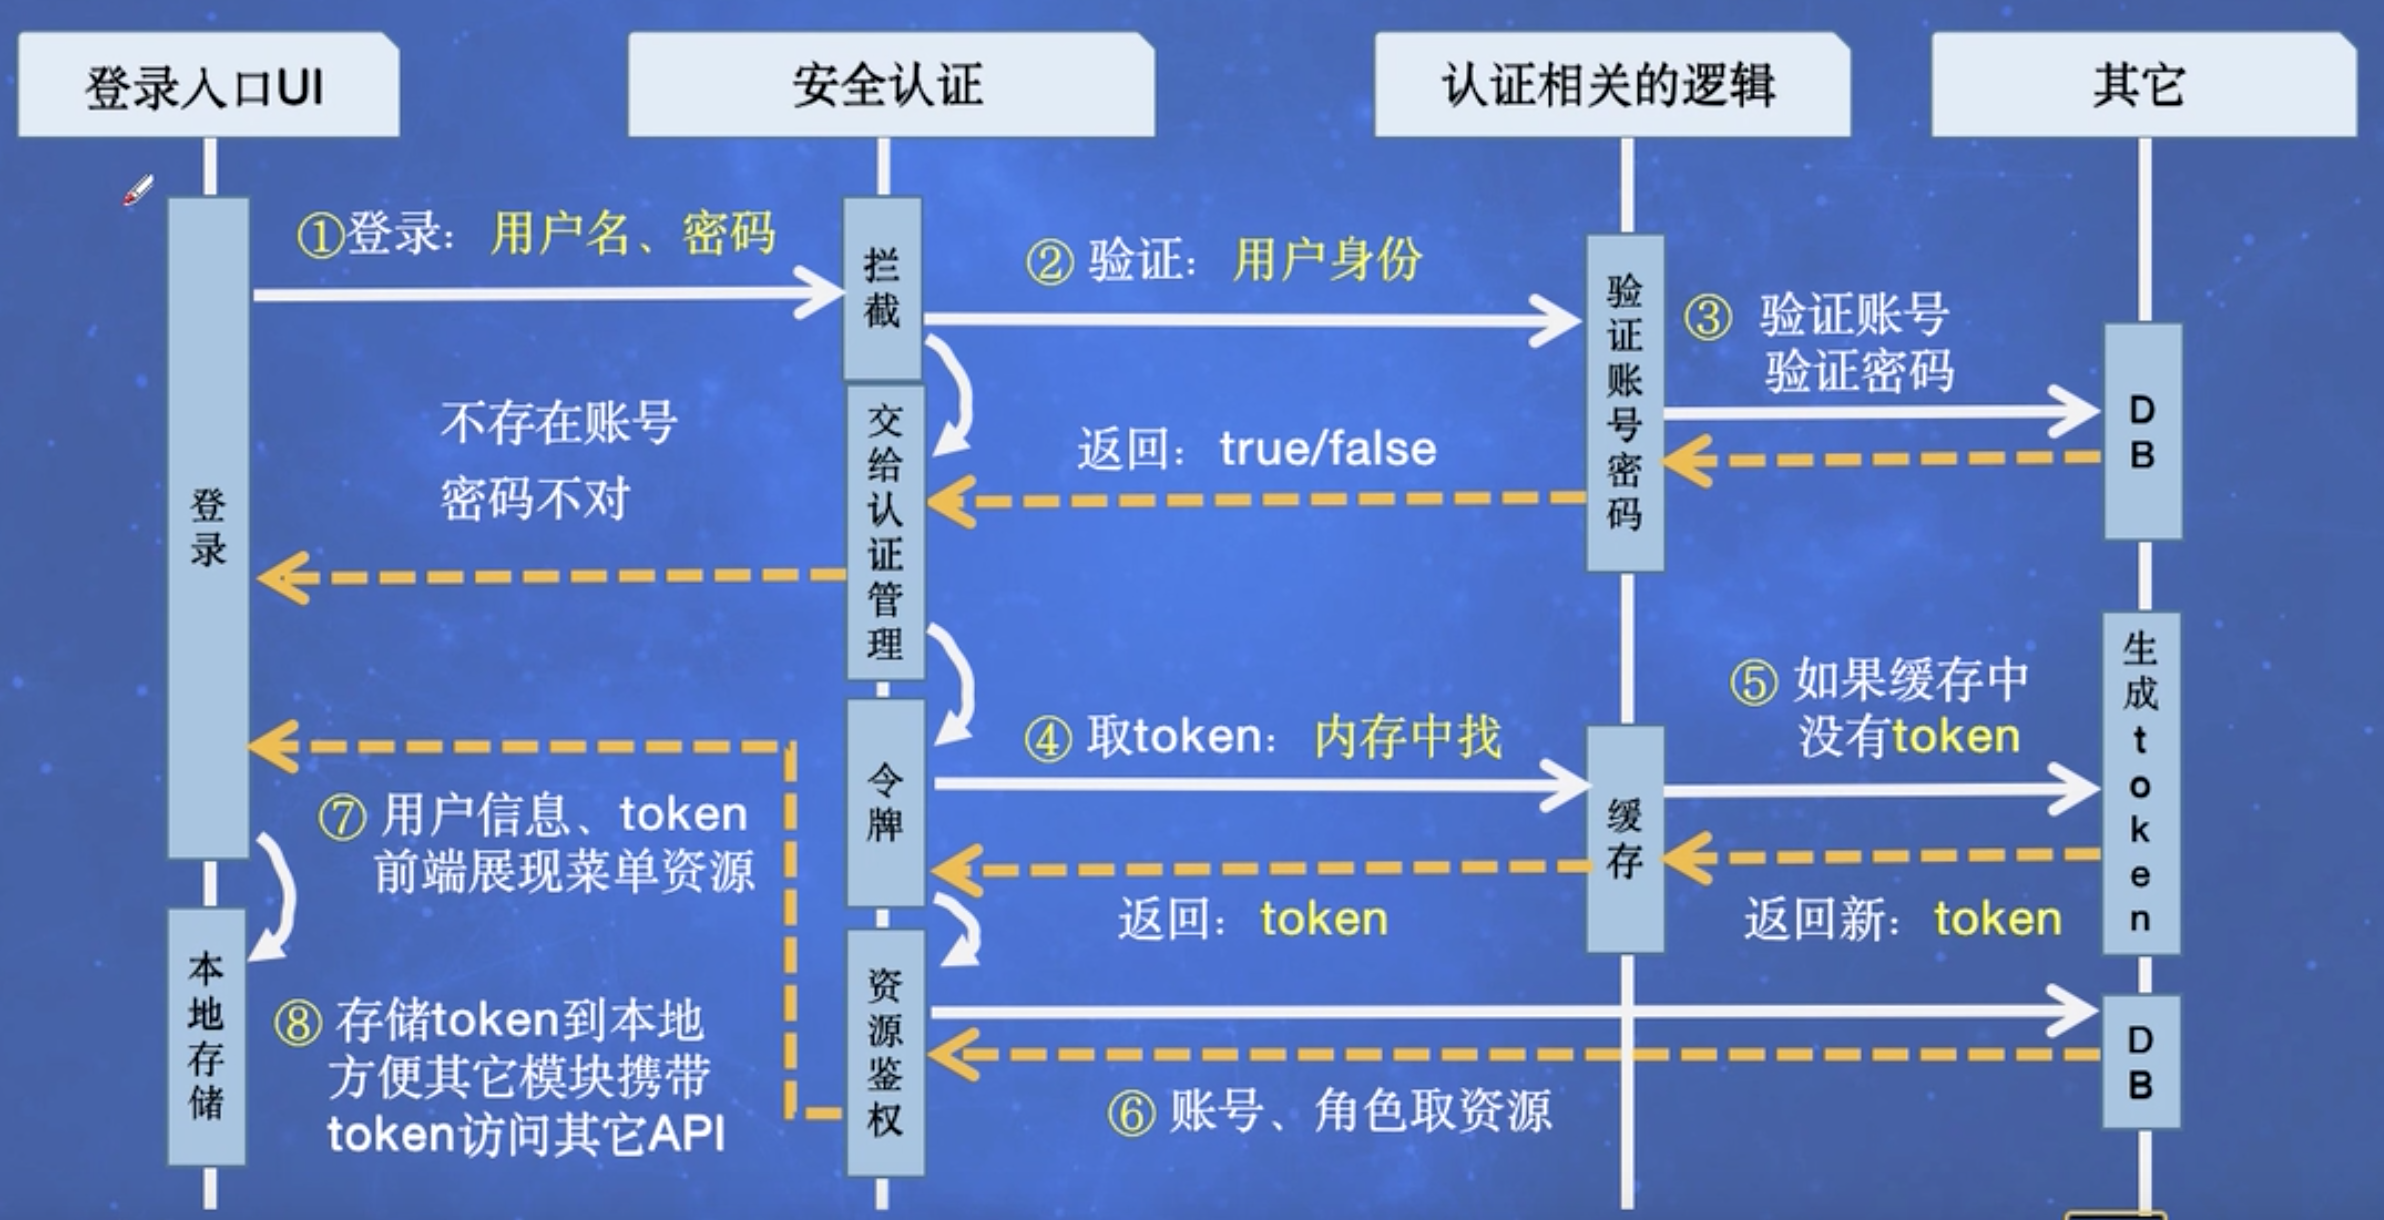 登录入口UI
安全认证
认证相关的逻辑
其它
①登录：用户名、密码
拦截
② 验证：用户身份
验证账号密码
③ 验证账号
验证密码
DB
不存在账号
密码不对
交给认证管理
返回：true/false
登录
④ 取token：内存中找
⑤ 如果缓存中
没有token
生成token
令牌
缓存
⑦ 用户信息、token
前端展现菜单资源
返回：token
返回新：token
本地存储
⑧ 存储token到本地
方便其它模块携带
token访问其它API
资源鉴权
⑥ 账号、角色取资源
DB